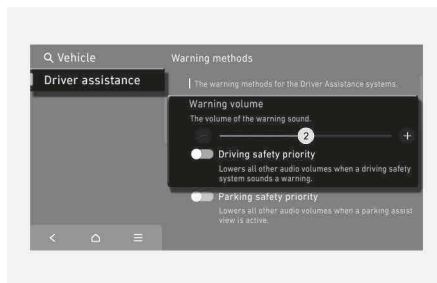 Vehicle
Warning methods
Driver assistance
The warning methods for the Driver Assistance systems.
Warning volume
The volume of the warning sound.
2
Driving safety priority
Lowers all other audio volumes when a driving safety
system sounds a warning.
Parking safety priority
Lowers all other audio volumes when a parking assist
view is active.